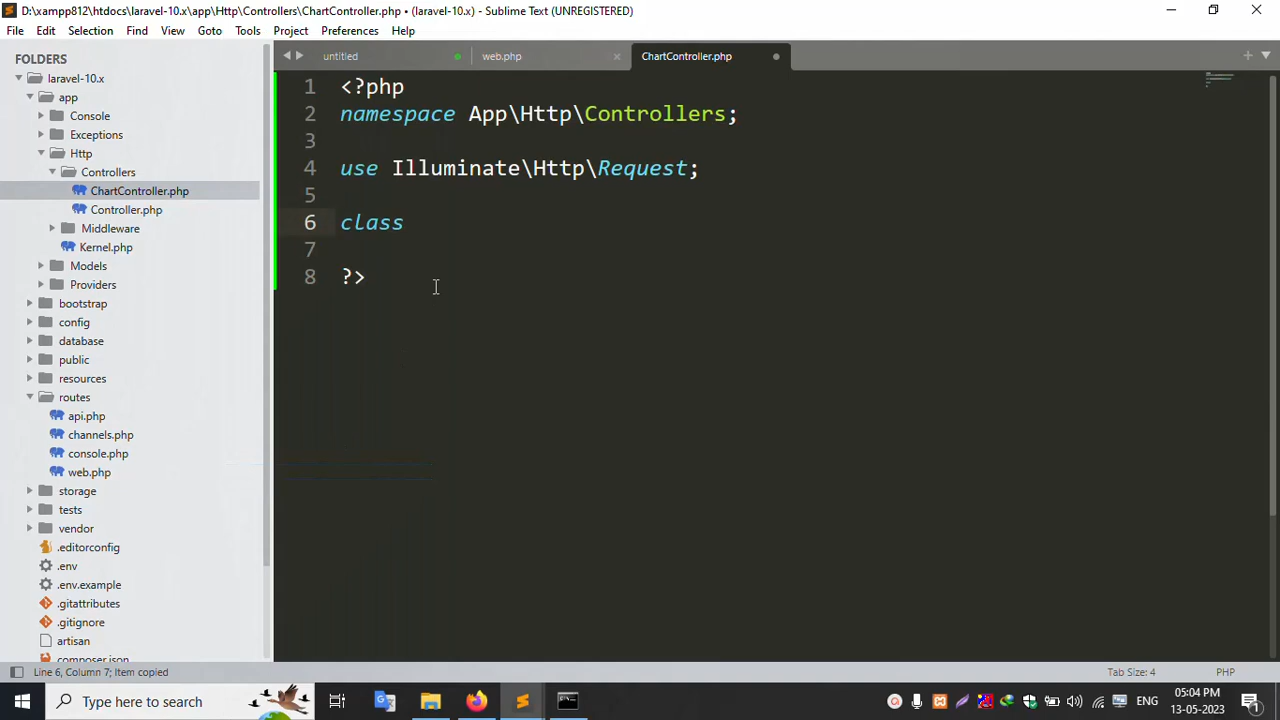 D:\xampp812\htdocs\laravel-10.x\app\Http\Controllers\ChartController.php • (laravel-10.x) - Sublime Text (UNREGISTERED)
File Edit Selection Find View Goto Tools Project Preferences Help
FOLDERS
laravel-10.x
app
Console
Exceptions
Http
Controllers
ChartController.php
Controller.php
Middleware
Kernel.php
Models
Providers
bootstrap
config
database
public
resources
routes
api.php
channels.php
console.php
web.php
storage
tests
vendor
.editorconfig
.env
.env.example
.gitattributes
.gitignore
artisan
composer.json
untitled web.php ChartController.php
1 <?php
2 namespace App\Http\Controllers;
3
4 use Illuminate\Http\Request;
5
6 class
7
8 ?>
Line 6, Column 7; Item copied Tab Size: 4 PHP
Type here to search
ENG
05:04 PM
13-05-2023
1